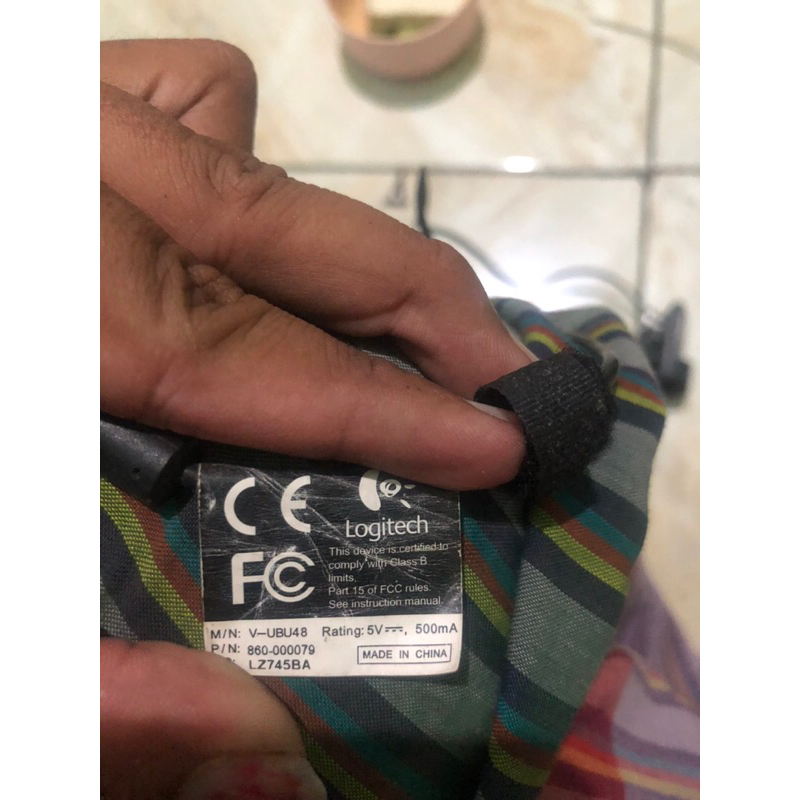 CE
Logitech
FC
This device is certified to
comply with Class B
limits.
Part 15 of FCC rules.
See instruction manual.
M/N: V-UBU48 Rating: 5V⎓, 500mA
P/N: 860-000079
LZ745BA
MADE IN CHINA